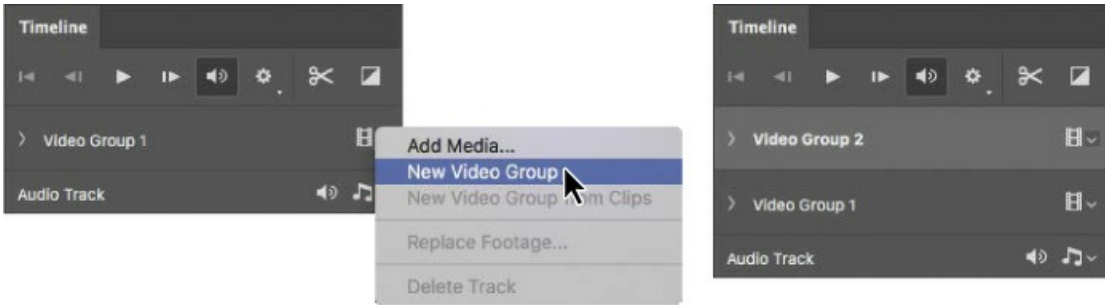 Timeline
Video Group 1
Audio Track
Add Media...
New Video Group
New Video Group from Clips
Replace Footage...
Delete Track
Timeline
Video Group 2
Video Group 1
Audio Track